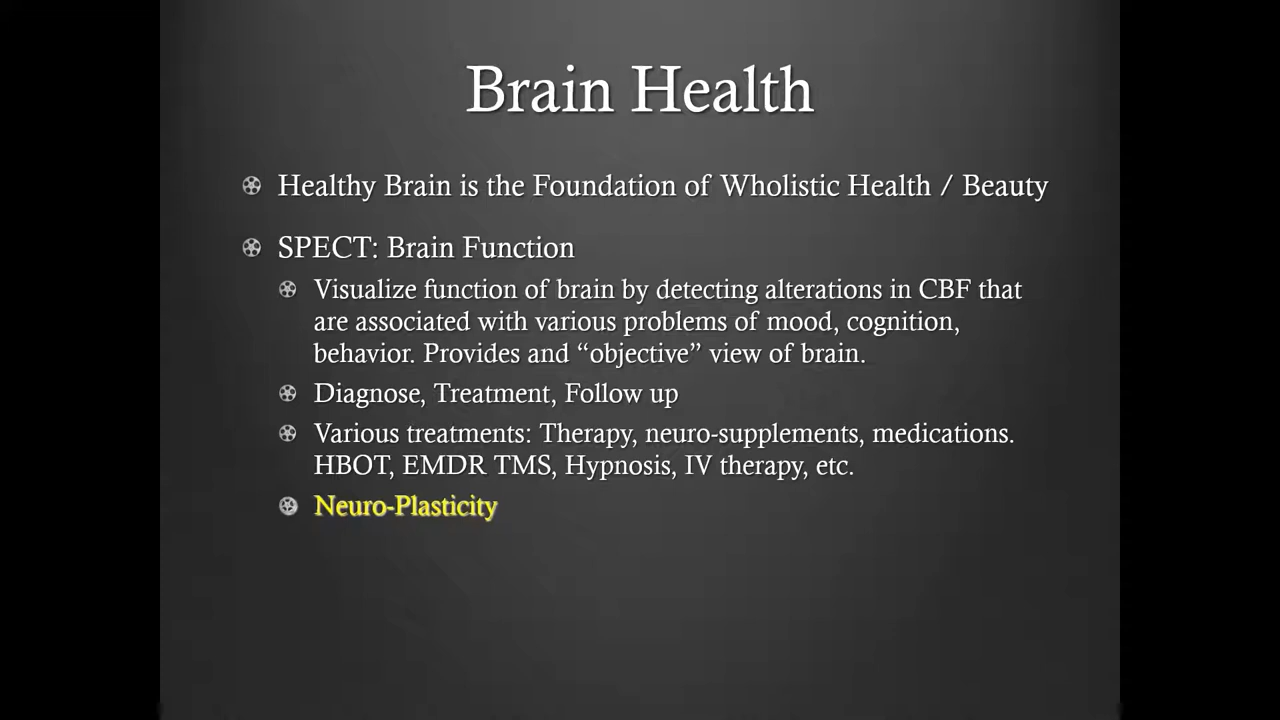 Brain Health
Healthy Brain is the Foundation of Wholistic Health / Beauty
SPECT: Brain Function
Visualize function of brain by detecting alterations in CBF that
are associated with various problems of mood, cognition,
behavior. Provides and “objective” view of brain.
Diagnose, Treatment, Follow up
Various treatments: Therapy, neuro-supplements, medications.
HBOT, EMDR TMS, Hypnosis, IV therapy, etc.
Neuro-Plasticity